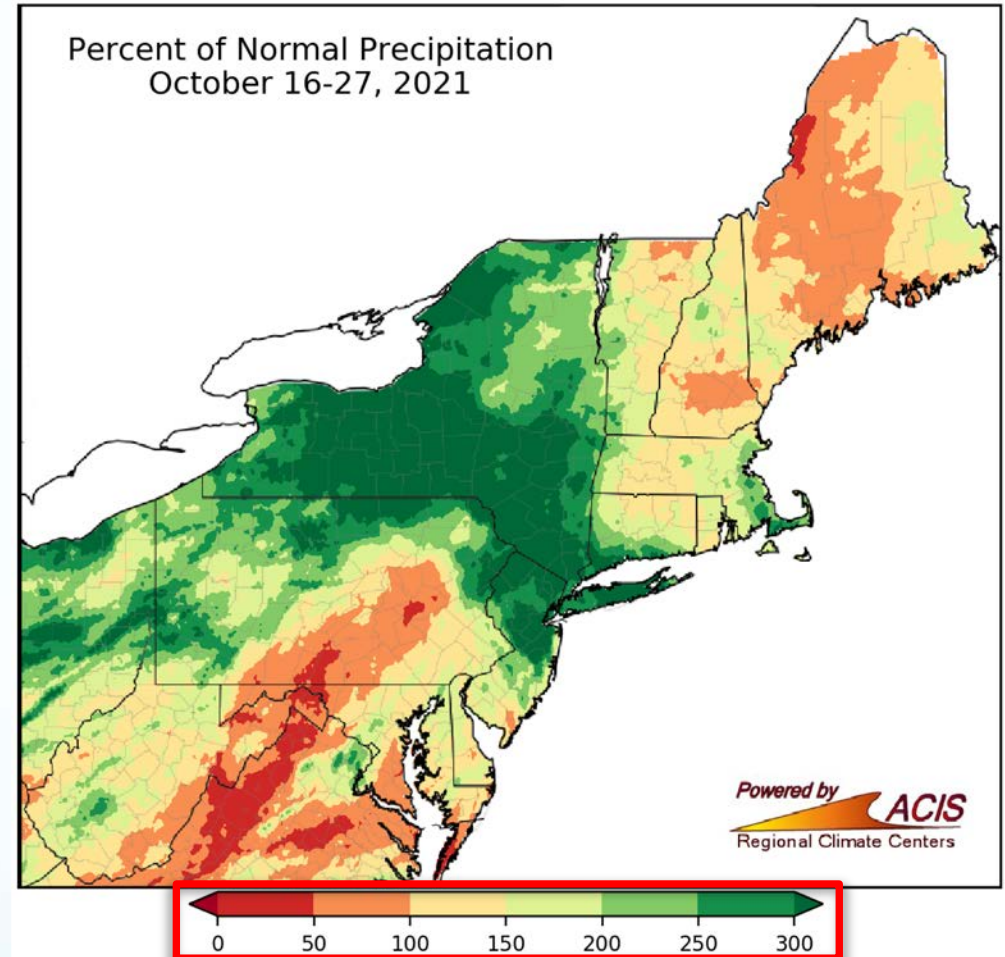 Percent of Normal Precipitation
October 16-27, 2021
Powered by
ACIS
Regional Climate Centers
0 50 100 150 200 250 300